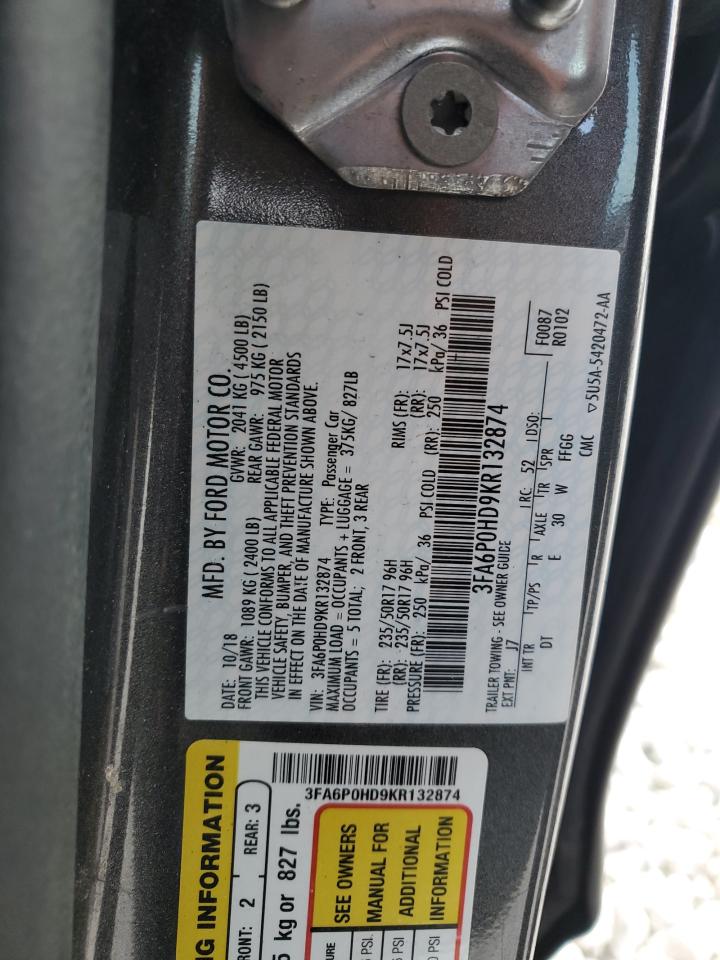 MFD. BY FORD MOTOR CO.
DATE: 10/18 GVWR: 2041 KG ( 4500 LB)
FRONT GAWR: 1089 KG ( 2400 LB) REAR GAWR: 975 KG ( 2150 LB)
THIS VEHICLE CONFORMS TO ALL APPLICABLE FEDERAL MOTOR
VEHICLE SAFETY, BUMPER, AND THEFT PREVENTION STANDARDS
IN EFFECT ON THE DATE OF MANUFACTURE SHOWN ABOVE.
VIN: 3FA6P0HD9KR132874 TYPE: Passenger Car
MAXIMUM LOAD = OCCUPANTS + LUGGAGE = 375KG/ 827LB
OCCUPANTS = 5 TOTAL; 2 FRONT, 3 REAR
TIRE (FR): 235/50R17 96H RIMS (FR): 17x7.5J
(RR): 235/50R17 96H (RR): 17x7.5J
PRESSURE (FR): 250 kPa/ 36 PSI COLD (RR): 250 kPa/ 36 PSI COLD
3FA6P0HD9KR132874
TRAILER TOWING - SEE OWNER GUIDE
EXT PNT: J7 RC: 52 DSO: F0087
INT TR TP/PS R AXLE TR SPR R0102
DT E 30 W FFGG
CMC ▽5U5A-5420472-AA
NG INFORMATION
FRONT: 2 REAR: 3
5 kg or 827 lbs.
3FA6P0HD9KR132874
SEE OWNERS
MANUAL FOR
ADDITIONAL
INFORMATION
URE
PSI
PSI
PSI